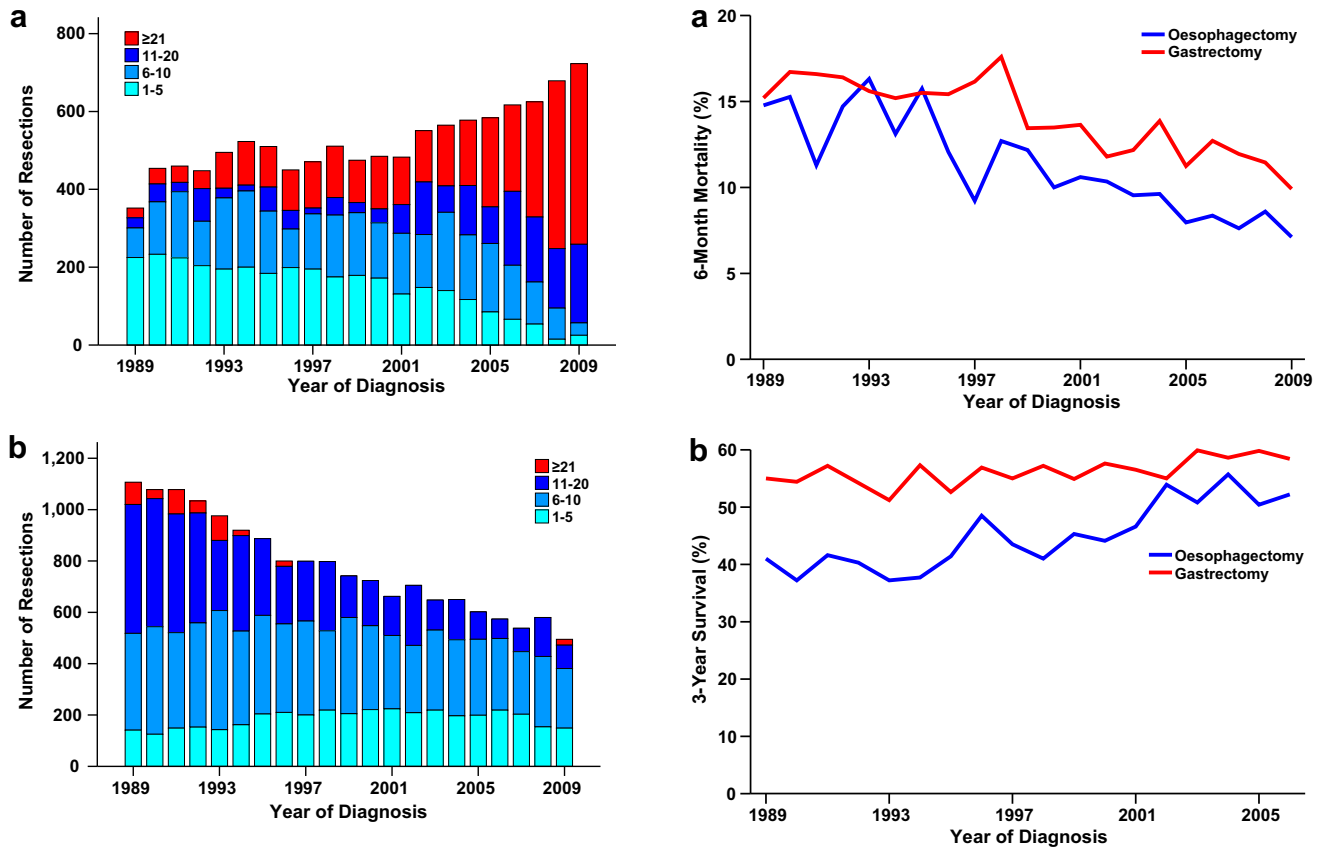 a
Number of Resections
800
600
400
200
0
≥21
11-20
6-10
1-5
1989 1993 1997 2001 2005 2009
Year of Diagnosis
a
6-Month Mortality (%)
20
15
10
5
0
Oesophagectomy
Gastrectomy
1989 1993 1997 2001 2005 2009
Year of Diagnosis
b
Number of Resections
1,200
1,000
800
600
400
200
0
≥21
11-20
6-10
1-5
1989 1993 1997 2001 2005 2009
Year of Diagnosis
b
3-Year Survival (%)
60
50
40
30
20
10
0
Oesophagectomy
Gastrectomy
1989 1993 1997 2001 2005
Year of Diagnosis